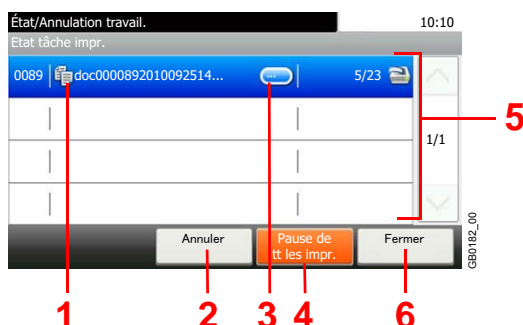 État/Annulation travail. 10:10
Etat tâche impr.
0089 doc0000892010092514... ... 5/23
1/1
Annuler
Pause de
tt les impr.
Fermer
GB0182_00
5
1 2 3 4 6